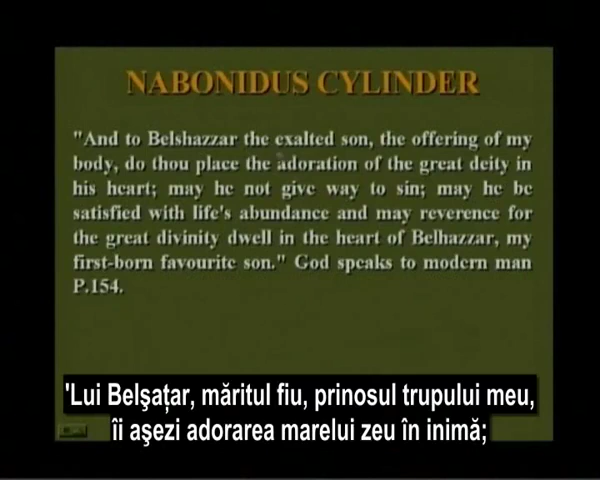 NABONIDUS CYLINDER
"And to Belshazzar the exalted son, the offering of my
body, do thou place the adoration of the great deity in
his heart; may he not give way to sin; may he be
satisfied with life's abundance and may reverence for
the great divinity dwell in the heart of Belhazzar, my
first-born favourite son." God speaks to modern man
P.154.
'Lui Belşaţar, măritul fiu, prinosul trupului meu,
îi aşezi adorarea marelui zeu în inimă;